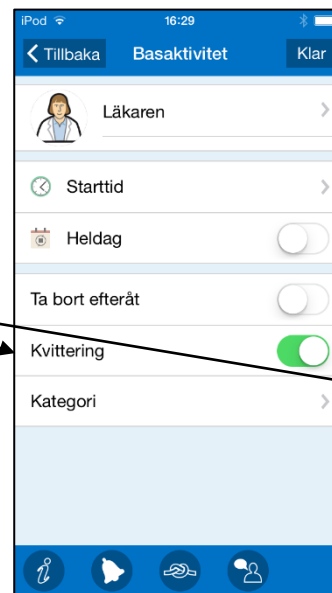 iPod 16:29
Tillbaka Basaktivitet Klar
Läkaren
Starttid
Heldag
Ta bort efteråt
Kvittering
Kategori
i